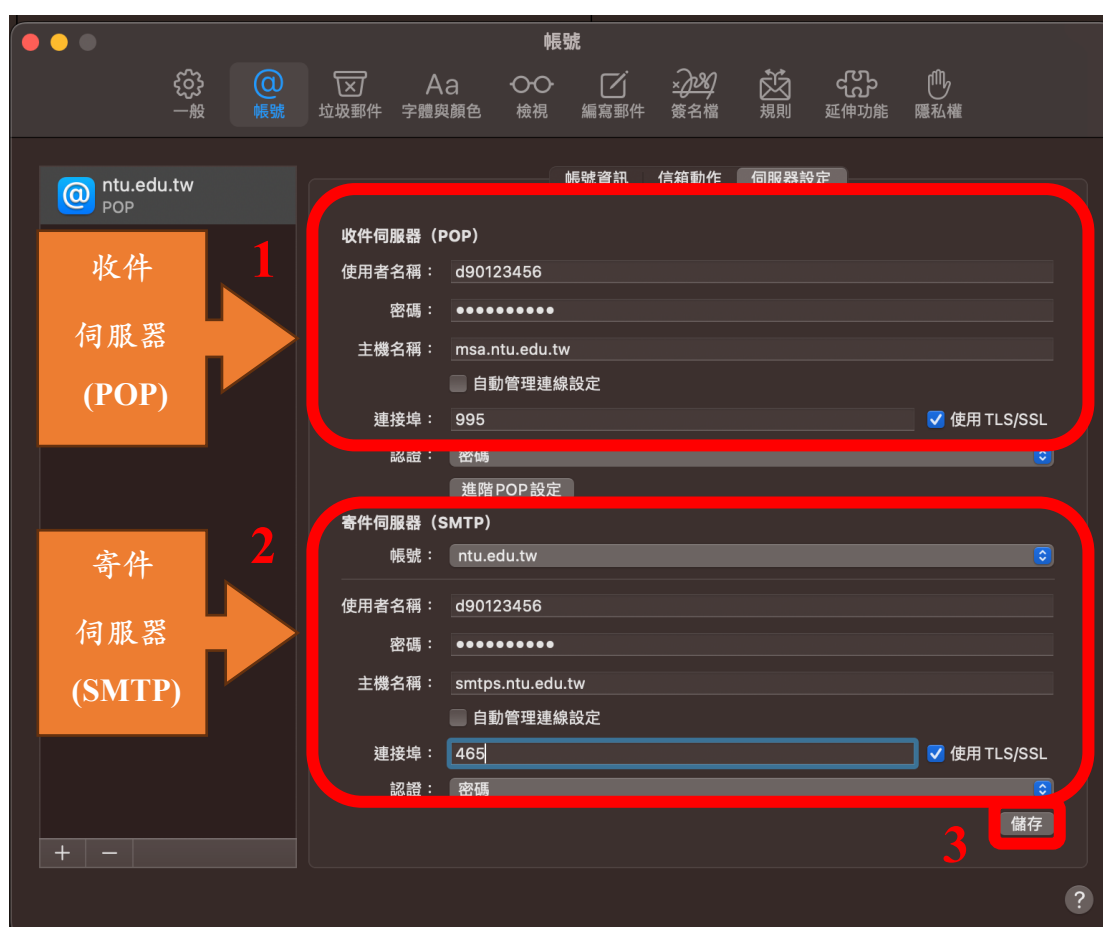 帳號
一般
帳號
垃圾郵件
Aa
字體與顏色
檢視
編寫郵件
簽名檔
規則
延伸功能
隱私權
@ ntu.edu.tw
POP
帳號資訊 信箱動作 伺服器設定
收件
伺服器
(POP)
1
收件伺服器（POP）
使用者名稱： d90123456
密碼： ••••••••••
主機名稱： msa.ntu.edu.tw
自動管理連線設定
連接埠： 995 使用 TLS/SSL
認證： 密碼
進階 POP 設定
寄件
伺服器
(SMTP)
2
寄件伺服器（SMTP）
帳號： ntu.edu.tw
使用者名稱： d90123456
密碼： ••••••••••
主機名稱： smtps.ntu.edu.tw
自動管理連線設定
連接埠： 465 使用 TLS/SSL
認證： 密碼
3
儲存
+ −
?